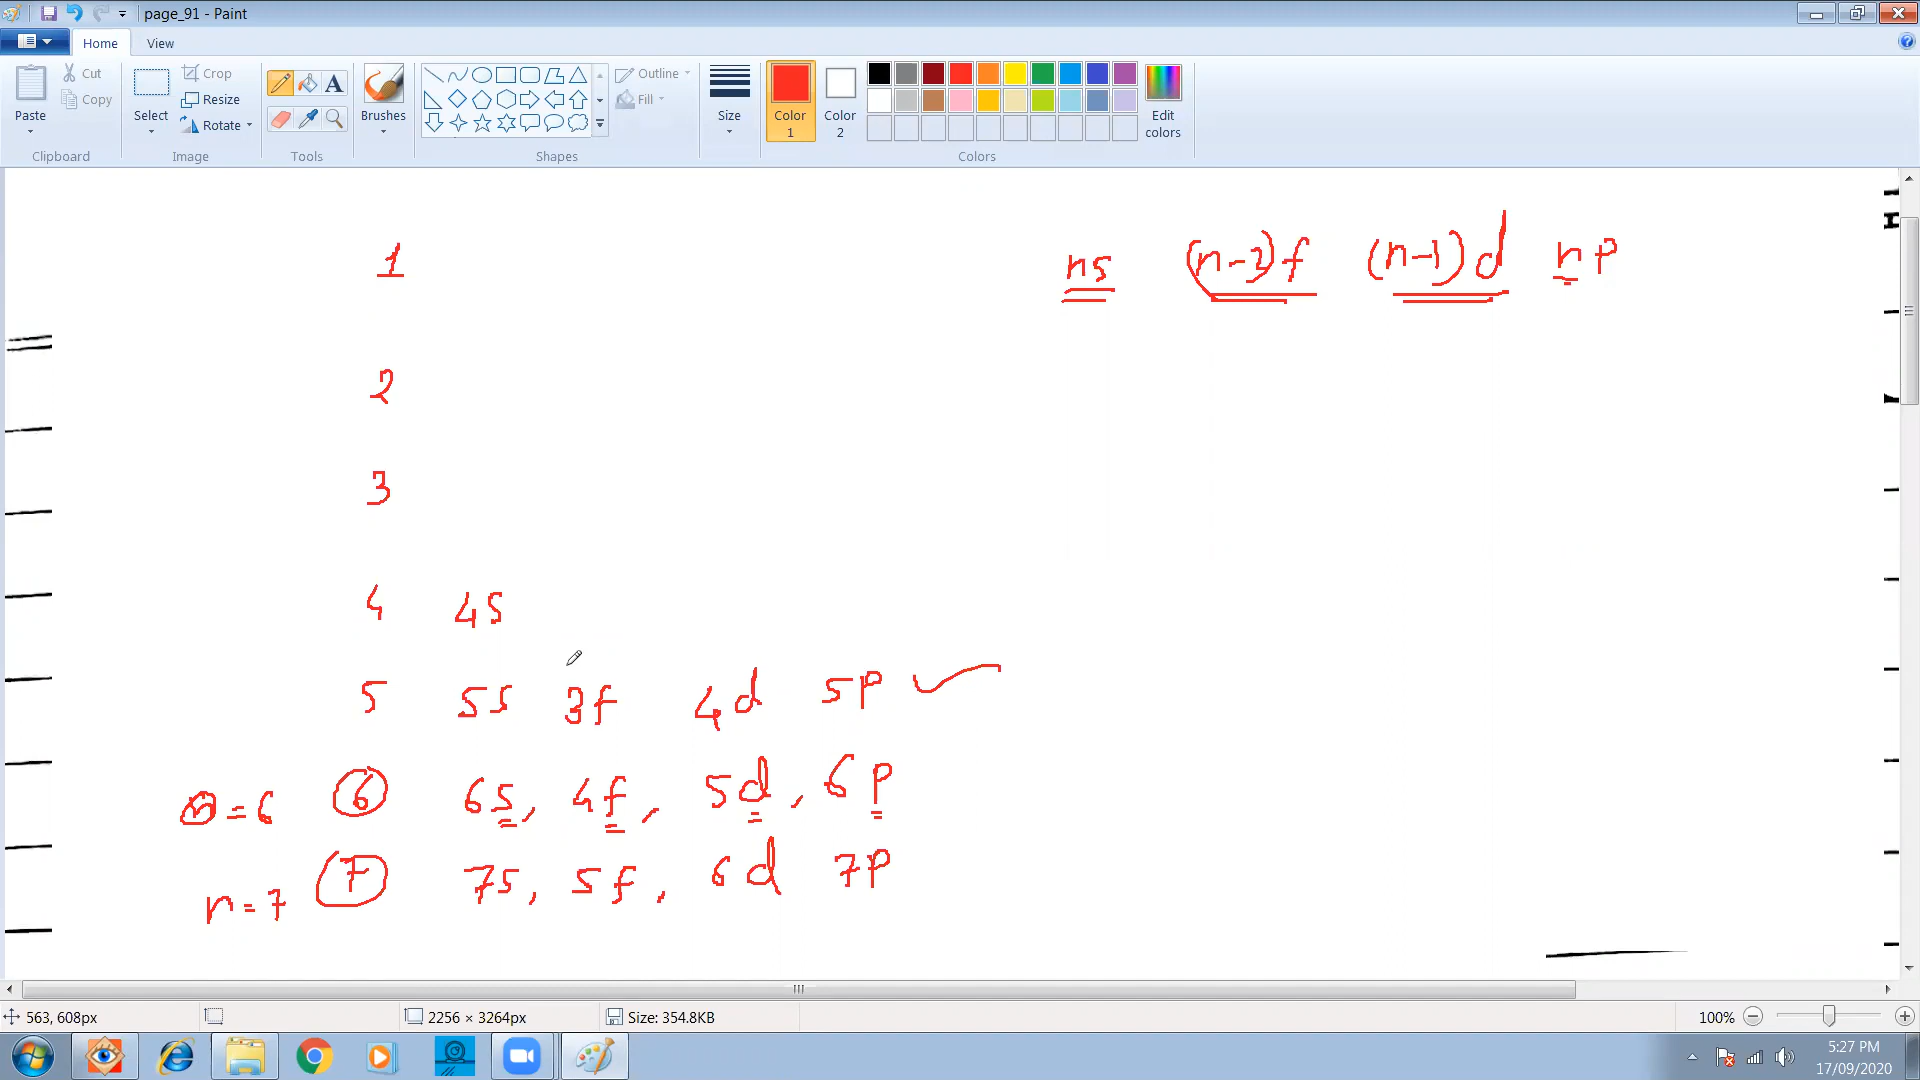 page_91 - Paint
Home View
Paste Cut Copy Select Crop Resize Rotate Brushes Outline Fill Size Color 1 Color 2 Edit colors
Clipboard Image Tools Shapes Colors
1 ns (n-2)f (n-1)d np
2
3
4 4s
5 5s 3f 4d 5p ✓
n=6 6 6s, 4f, 5d, 6p
n=7 7 7s, 5f, 6d 7p
563, 608px 2256 × 3264px Size: 354.8KB 100%
5:27 PM
17/09/2020